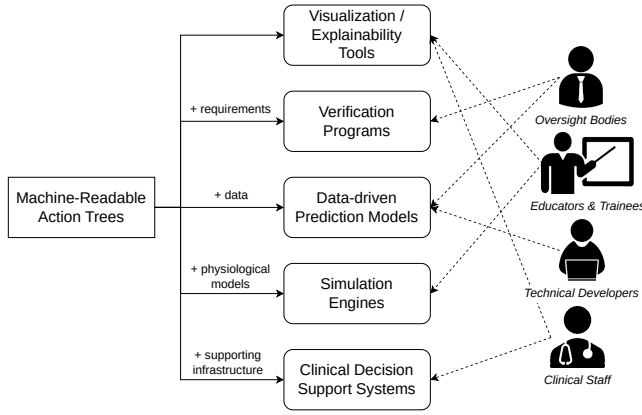 Visualization /
Explainability
Tools
+ requirements
Verification
Programs
Oversight Bodies
Machine-Readable
Action Trees
+ data
Data-driven
Prediction Models
Educators & Trainees
+ physiological
models
Simulation
Engines
Technical Developers
+ supporting
infrastructure
Clinical Decision
Support Systems
Clinical Staff